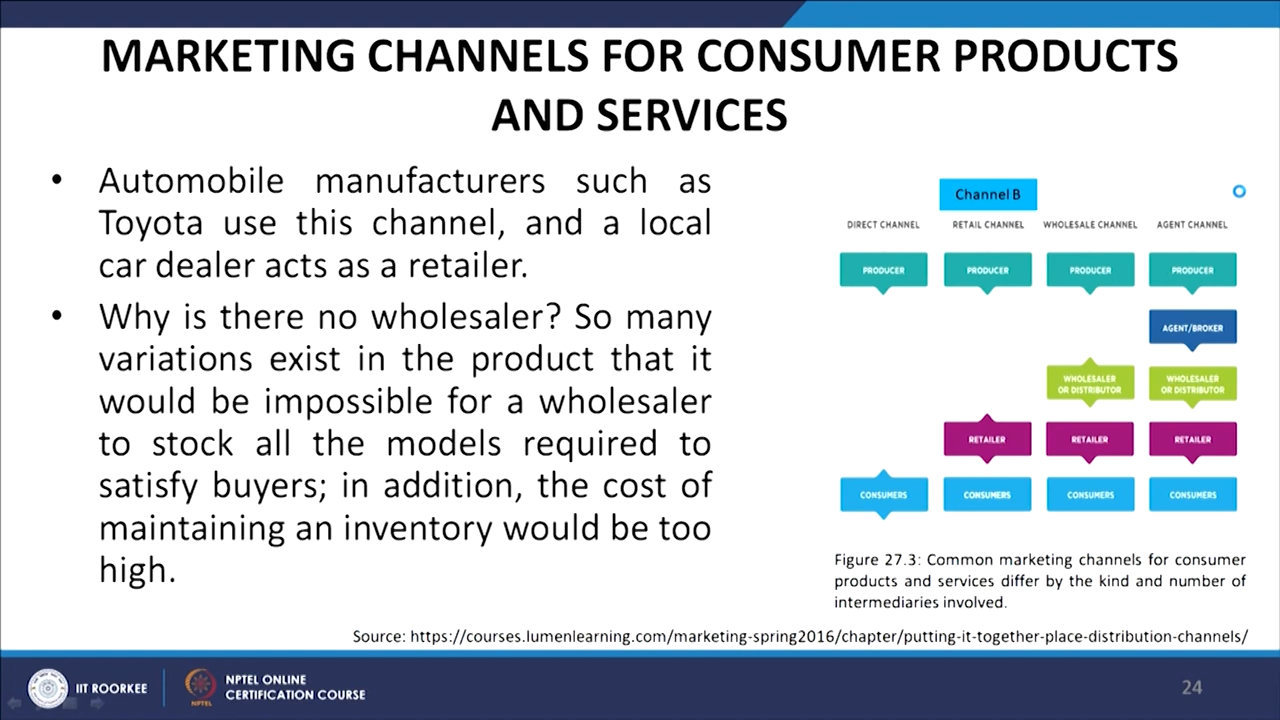 MARKETING CHANNELS FOR CONSUMER PRODUCTS
AND SERVICES
• Automobile manufacturers such as
Toyota use this channel, and a local
car dealer acts as a retailer.
• Why is there no wholesaler? So many
variations exist in the product that it
would be impossible for a wholesaler
to stock all the models required to
satisfy buyers; in addition, the cost of
maintaining an inventory would be too
high.
Channel B
DIRECT CHANNEL RETAIL CHANNEL WHOLESALE CHANNEL AGENT CHANNEL
PRODUCER PRODUCER PRODUCER PRODUCER
AGENT/BROKER
WHOLESALER WHOLESALER
OR DISTRIBUTOR OR DISTRIBUTOR
RETAILER RETAILER RETAILER
CONSUMERS CONSUMERS CONSUMERS CONSUMERS
Figure 27.3: Common marketing channels for consumer
products and services differ by the kind and number of
intermediaries involved.
Source: https://courses.lumenlearning.com/marketing-spring2016/chapter/putting-it-together-place-distribution-channels/
IIT ROORKEE
NPTEL
NPTEL ONLINE
CERTIFICATION COURSE
24